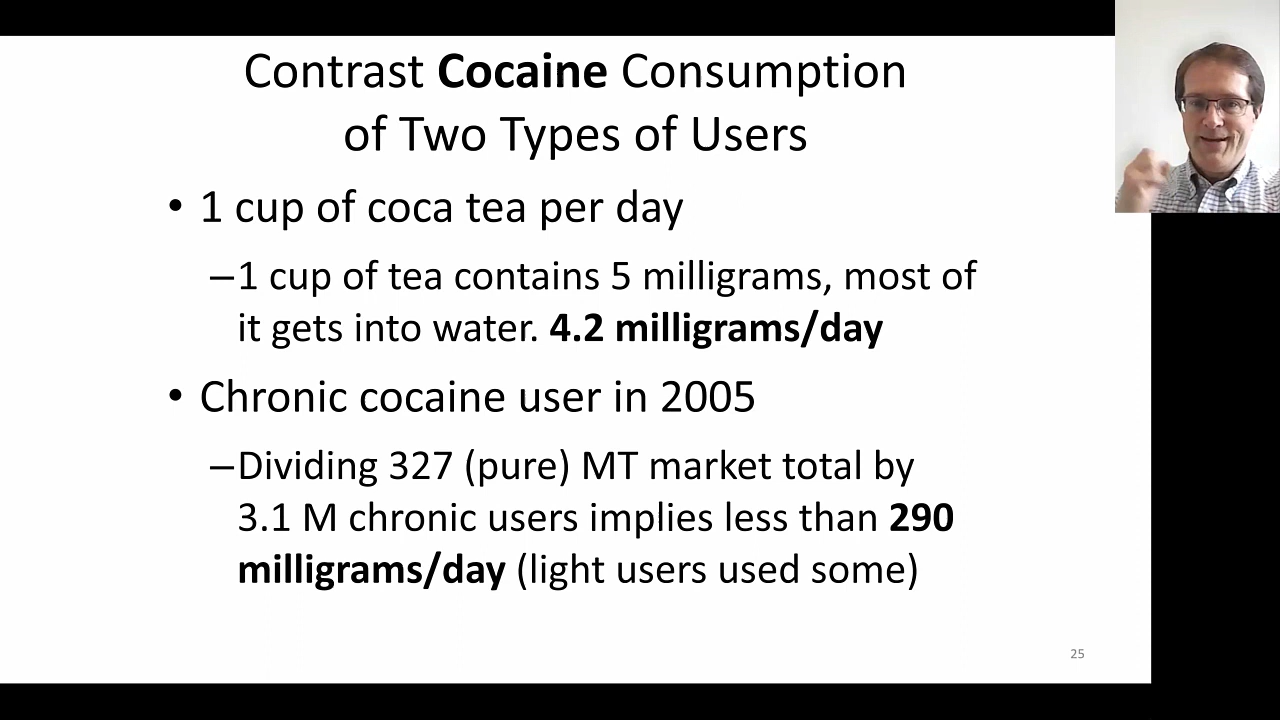 Contrast Cocaine Consumption
of Two Types of Users
• 1 cup of coca tea per day
–1 cup of tea contains 5 milligrams, most of
it gets into water. 4.2 milligrams/day
• Chronic cocaine user in 2005
–Dividing 327 (pure) MT market total by
3.1 M chronic users implies less than 290
milligrams/day (light users used some)
25